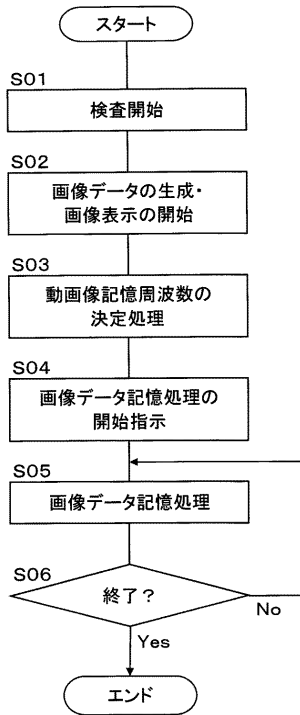 スタート
S01
検査開始
S02
画像データの生成・
画像表示の開始
S03
動画像記憶周波数の
決定処理
S04
画像データ記憶処理の
開始指示
S05
画像データ記憶処理
S06
終了？
No
Yes
エンド